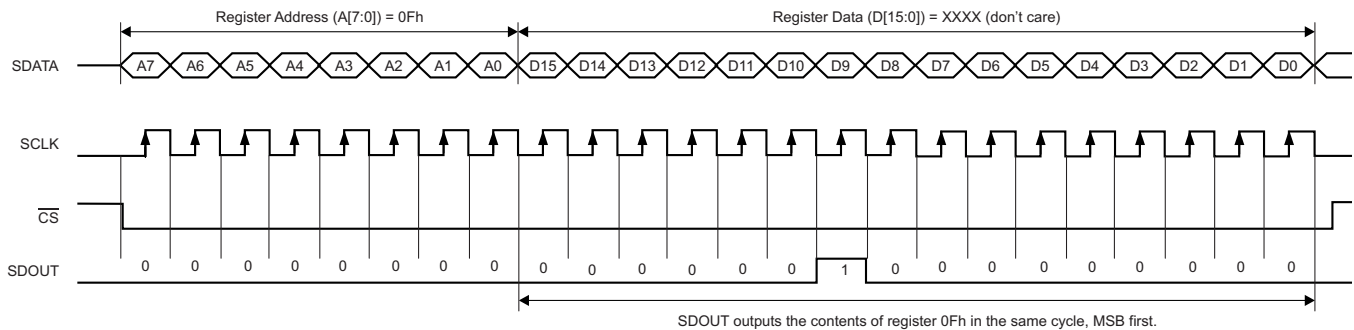 Register Address (A[7:0]) = 0Fh Register Data (D[15:0]) = XXXX (don't care)
SDATA A7 A6 A5 A4 A3 A2 A1 A0 D15 D14 D13 D12 D11 D10 D9 D8 D7 D6 D5 D4 D3 D2 D1 D0
SCLK
CS
SDOUT 0 0 0 0 0 0 0 0 0 0 0 0 0 0 1 0 0 0 0 0 0 0 0 0
SDOUT outputs the contents of register 0Fh in the same cycle, MSB first.